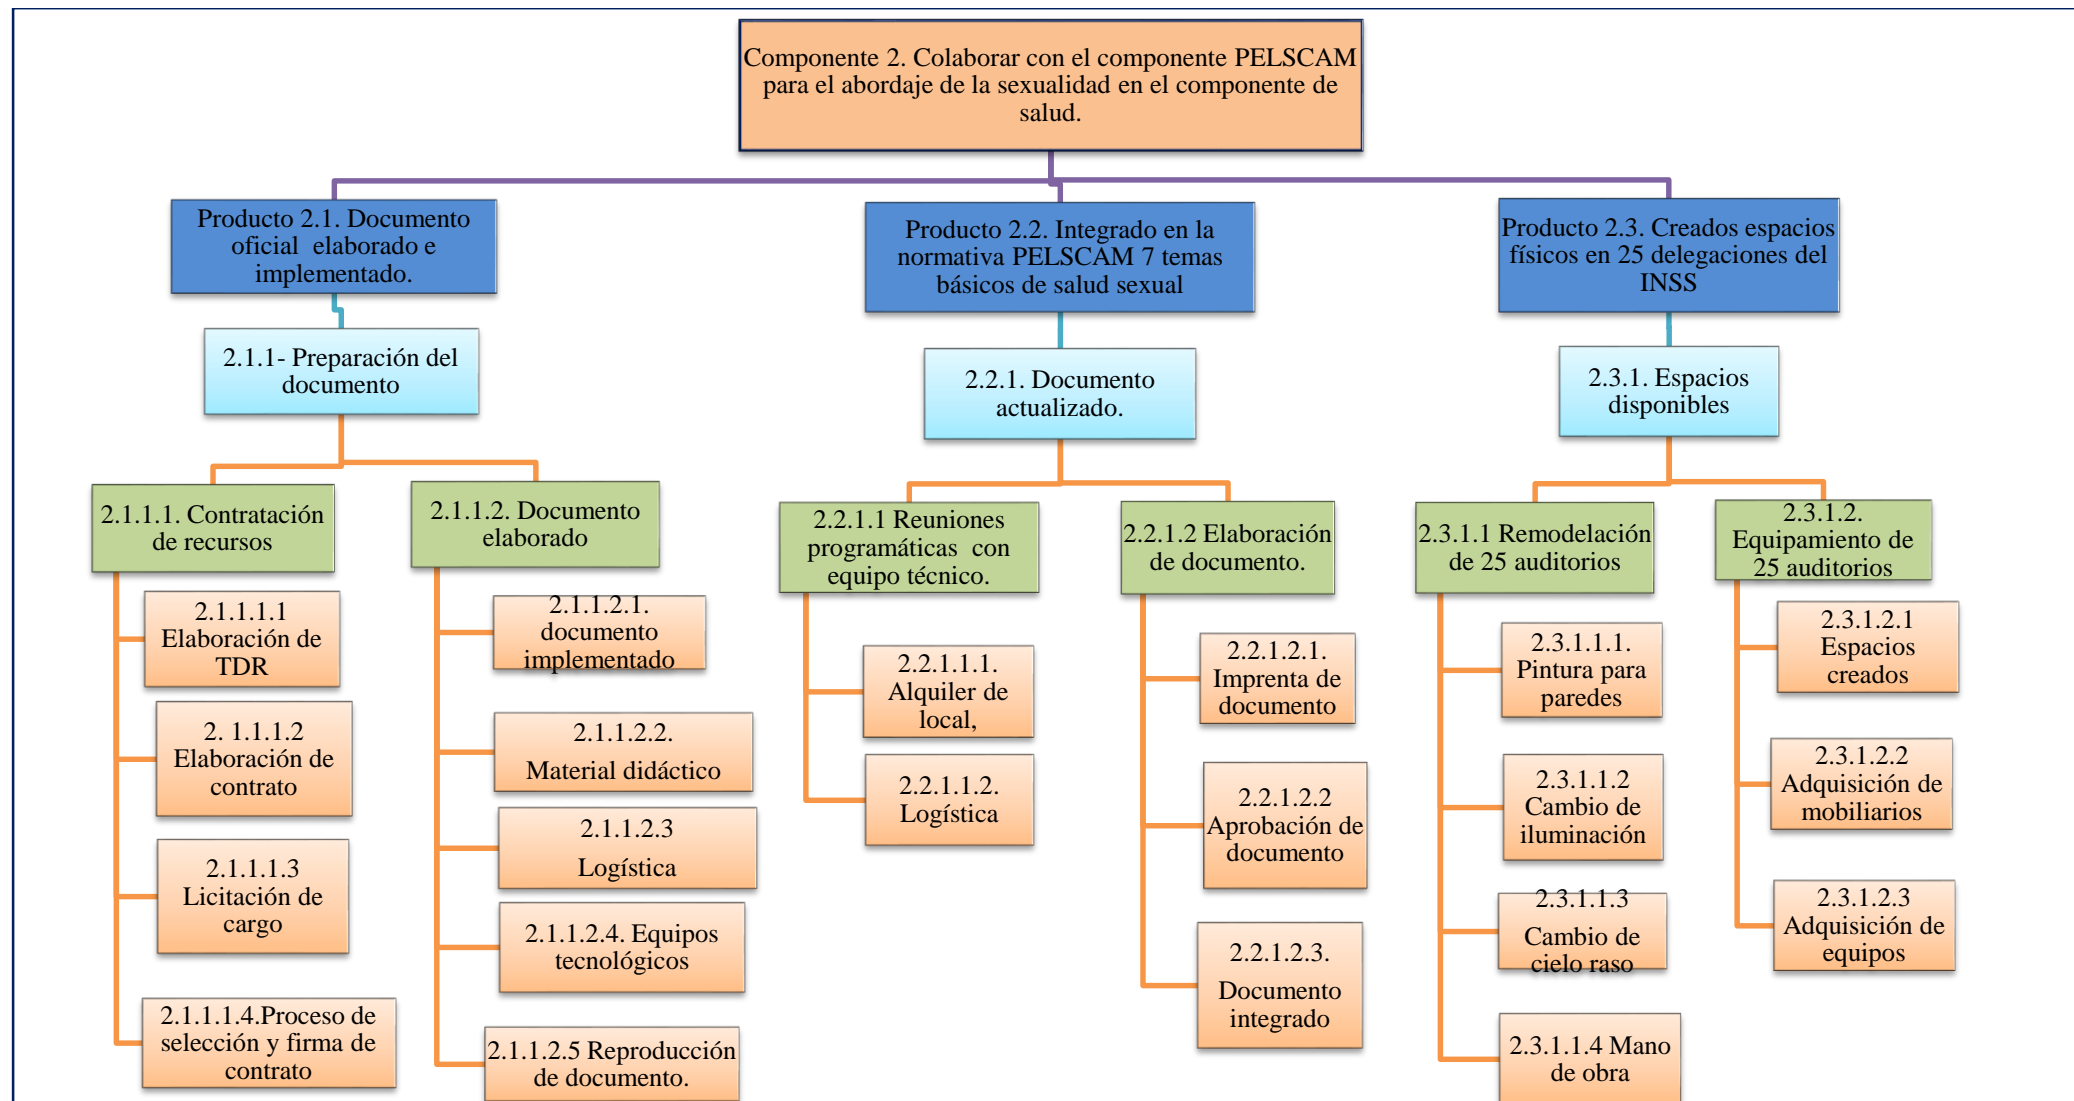 Componente 2. Colaborar con el componente PELSCAM
para el abordaje de la sexualidad en el componente de
salud.
Producto 2.1. Documento
oficial elaborado e
implementado.
Producto 2.2. Integrado en la
normativa PELSCAM 7 temas
básicos de salud sexual
Producto 2.3. Creados espacios
físicos en 25 delegaciones del
INSS
2.1.1- Preparación del
documento
2.2.1. Documento
actualizado.
2.3.1. Espacios
disponibles
2.1.1.1. Contratación
de recursos
2.1.1.2. Documento
elaborado
2.2.1.1 Reuniones
programáticas con
equipo técnico.
2.2.1.2 Elaboración
de documento.
2.3.1.1 Remodelación
de 25 auditorios
2.3.1.2.
Equipamiento de
25 auditorios
2.1.1.1.1
Elaboración de
TDR
2. 1.1.1.2
Elaboración de
contrato
2.1.1.1.3
Licitación de
cargo
2.1.1.1.4.Proceso de
selección y firma de
contrato
2.1.1.2.1.
documento
implementado
2.1.1.2.2.
Material didáctico
2.1.1.2.3
Logística
2.1.1.2.4. Equipos
tecnológicos
2.1.1.2.5 Reproducción
de documento.
2.2.1.1.1.
Alquiler de
local,
2.2.1.1.2.
Logística
2.2.1.2.1.
Imprenta de
documento
2.2.1.2.2
Aprobación de
documento
2.2.1.2.3.
Documento
integrado
2.3.1.1.1.
Pintura para
paredes
2.3.1.1.2
Cambio de
iluminación
2.3.1.1.3
Cambio de
cielo raso
2.3.1.1.4 Mano
de obra
2.3.1.2.1
Espacios
creados
2.3.1.2.2
Adquisición de
mobiliarios
2.3.1.2.3
Adquisición de
equipos